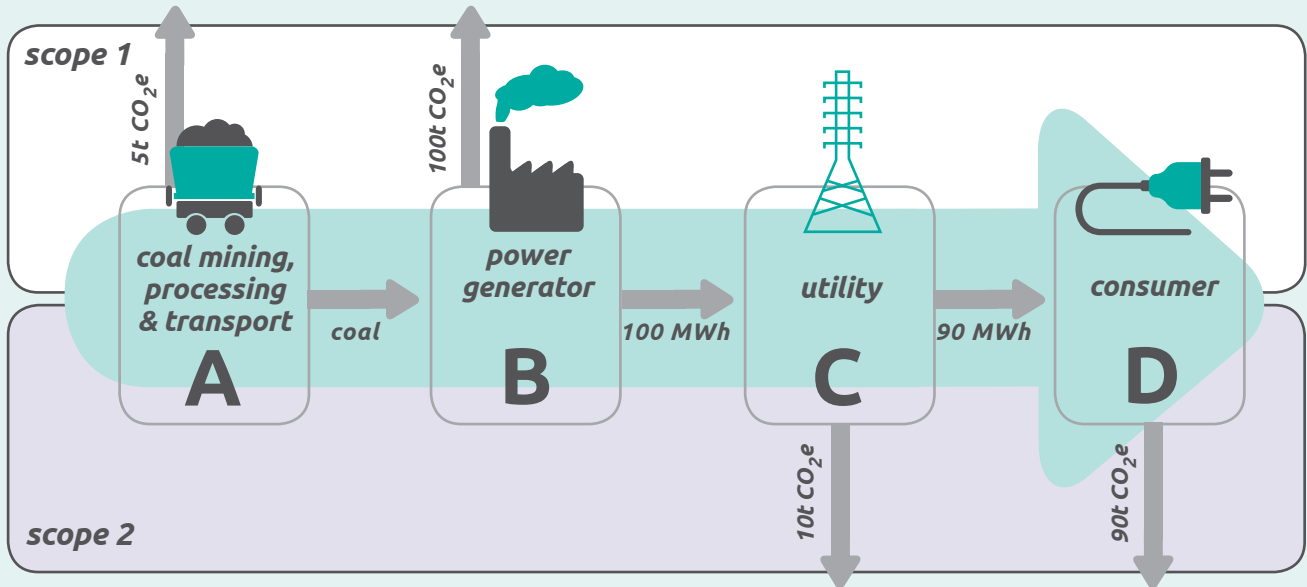 scope 1
5t CO₂e
100t CO₂e
coal mining,
processing
& transport
A
coal
power
generator
B
100 MWh
utility
C
90 MWh
consumer
D
scope 2
10t CO₂e
90t CO₂e